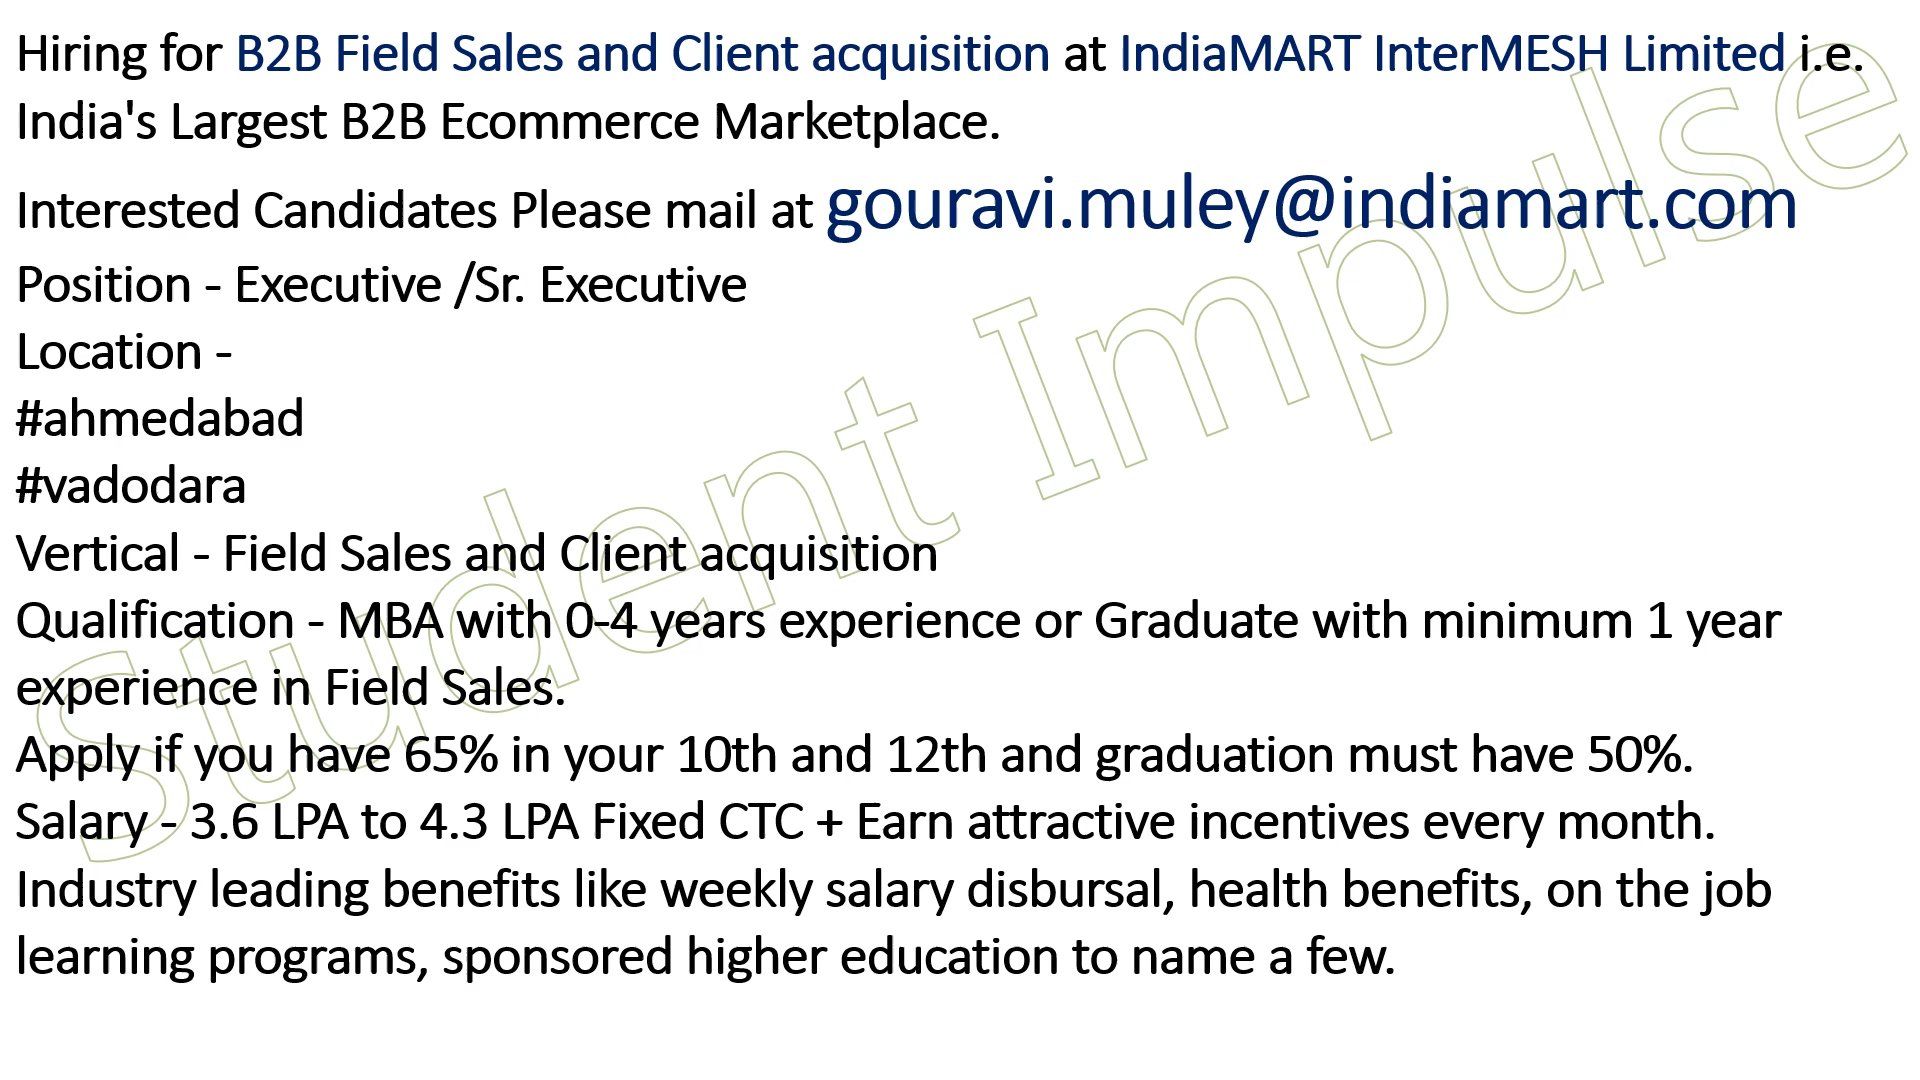 Hiring for B2B Field Sales and Client acquisition at IndiaMART InterMESH Limited i.e.
India's Largest B2B Ecommerce Marketplace.
Interested Candidates Please mail at gouravi.muley@indiamart.com
Position - Executive /Sr. Executive
Location -
#ahmedabad
#vadodara
Vertical - Field Sales and Client acquisition
Qualification - MBA with 0-4 years experience or Graduate with minimum 1 year
experience in Field Sales.
Apply if you have 65% in your 10th and 12th and graduation must have 50%.
Salary - 3.6 LPA to 4.3 LPA Fixed CTC + Earn attractive incentives every month.
Industry leading benefits like weekly salary disbursal, health benefits, on the job
learning programs, sponsored higher education to name a few.
Student Impulse